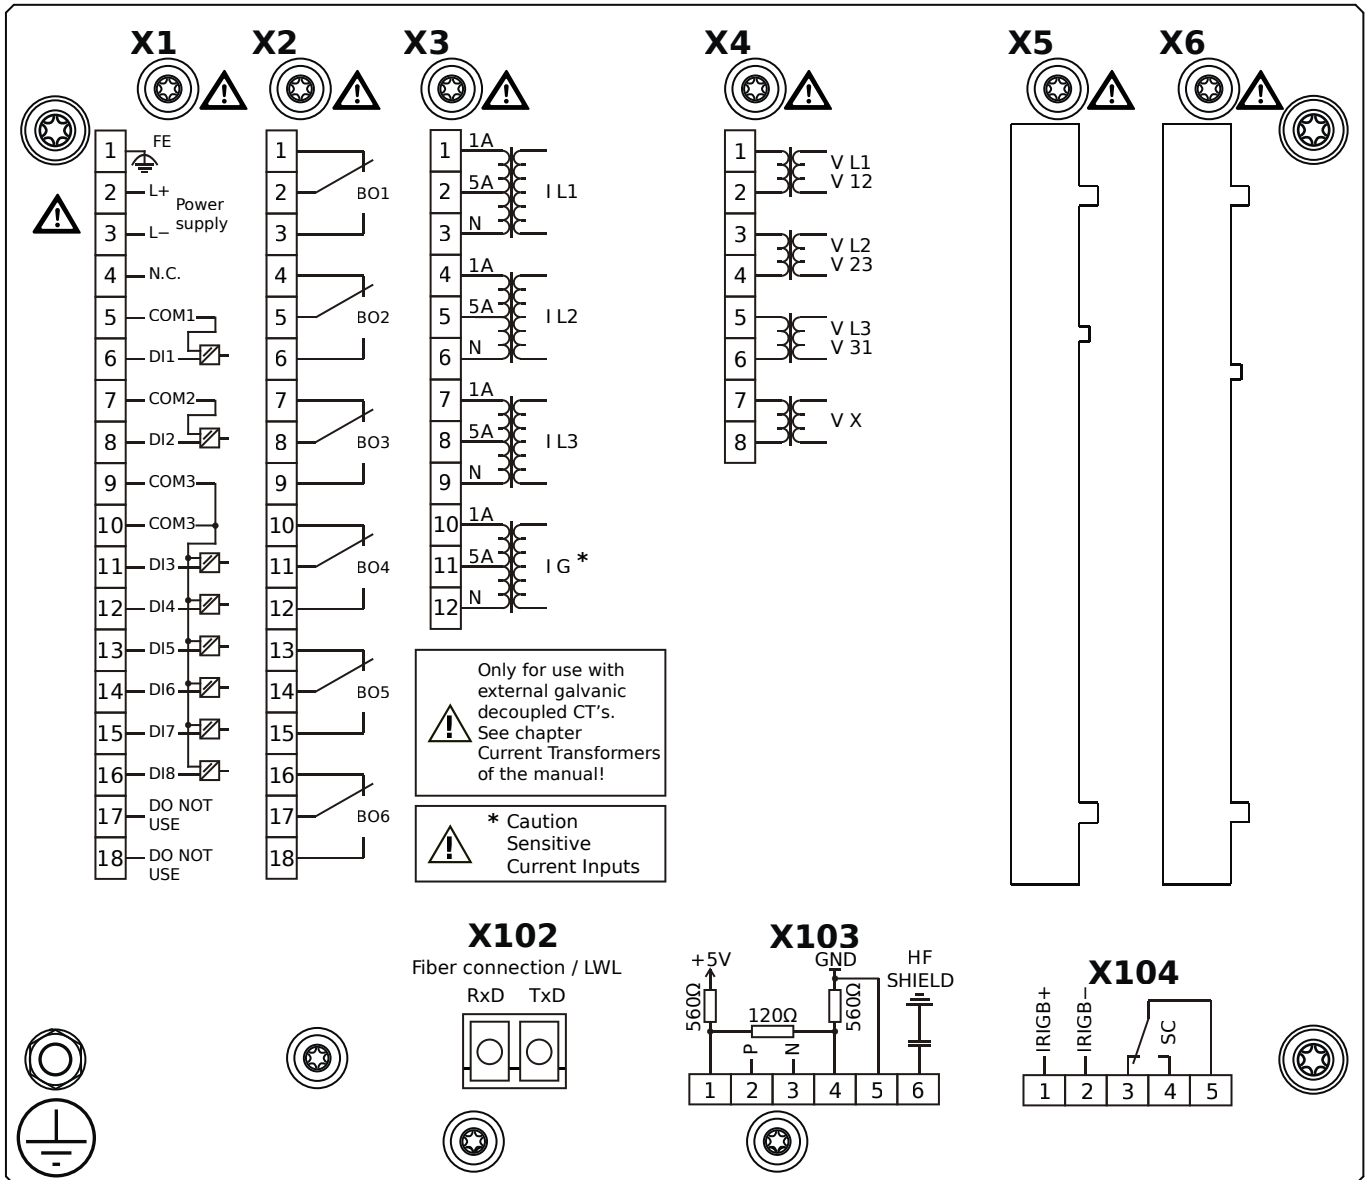 X1 X2 X3 X4 X5 X6
1 FE
2 L+
Power
supply
3 L−
4 N.C.
5 COM1
6 DI1
7 COM2
8 DI2
9 COM3
10 COM3
11 DI3
12 DI4
13 DI5
14 DI6
15 DI7
16 DI8
17 DO NOT
USE
18 DO NOT
USE
1
2 BO1
3
4
5 BO2
6
7
8 BO3
9
10
11 BO4
12
13
14 BO5
15
16
17 BO6
18
1 1A
2 5A I L1
3 N
4 1A
5 5A I L2
6 N
7 1A
8 5A I L3
9 N
10 1A
11 5A I G *
12 N
Only for use with
external galvanic
decoupled CT's.
See chapter
Current Transformers
of the manual!
* Caution
Sensitive
Current Inputs
1 V L1
2 V 12
3 V L2
4 V 23
5 V L3
6 V 31
7 V X
8
X102
Fiber connection / LWL
RxD TxD
X103
+5V GND HF
SHIELD
560Ω 120Ω 560Ω
P N
1 2 3 4 5 6
X104
IRIGB+ IRIGB− SC
1 2 3 4 5